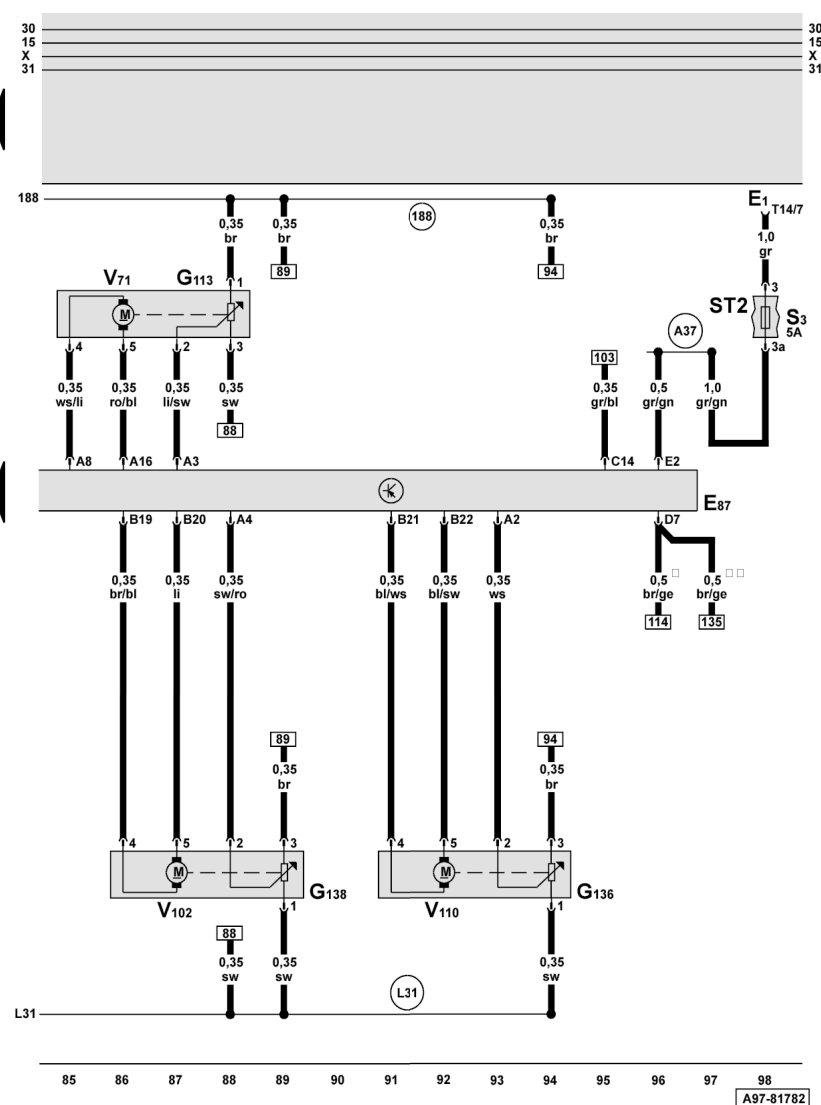 30 30
15 15
X X
31 31
188
0,35 0,35 0,35
br br br
188
E1 T14/7
1,0
gr
89 94
V71 G113 1
3
ST2 S3
5A
A37
4 5 2 3 3a
103
0,35 0,35 0,35 0,35 0,35 0,5 1,0
ws/li ro/bl li/sw sw gr/bl gr/gn gr/gn
88
A8 A16 A3 C14 E2
E87
B19 B20 A4 B21 B22 A2 D7
0,35 0,35 0,35 0,35 0,35 0,35 0,5 0,5
br/bl li sw/ro bl/ws bl/sw ws br/ge br/ge
114 135
89 94
0,35 0,35
br br
4 5 2 3 4 5 2 3
M M M
G138 G136
V102 1 V110 1
88
0,35 0,35 0,35
sw sw sw
L31
L31
85 86 87 88 89 90 91 92 93 94 95 96 97 98
A97-81782